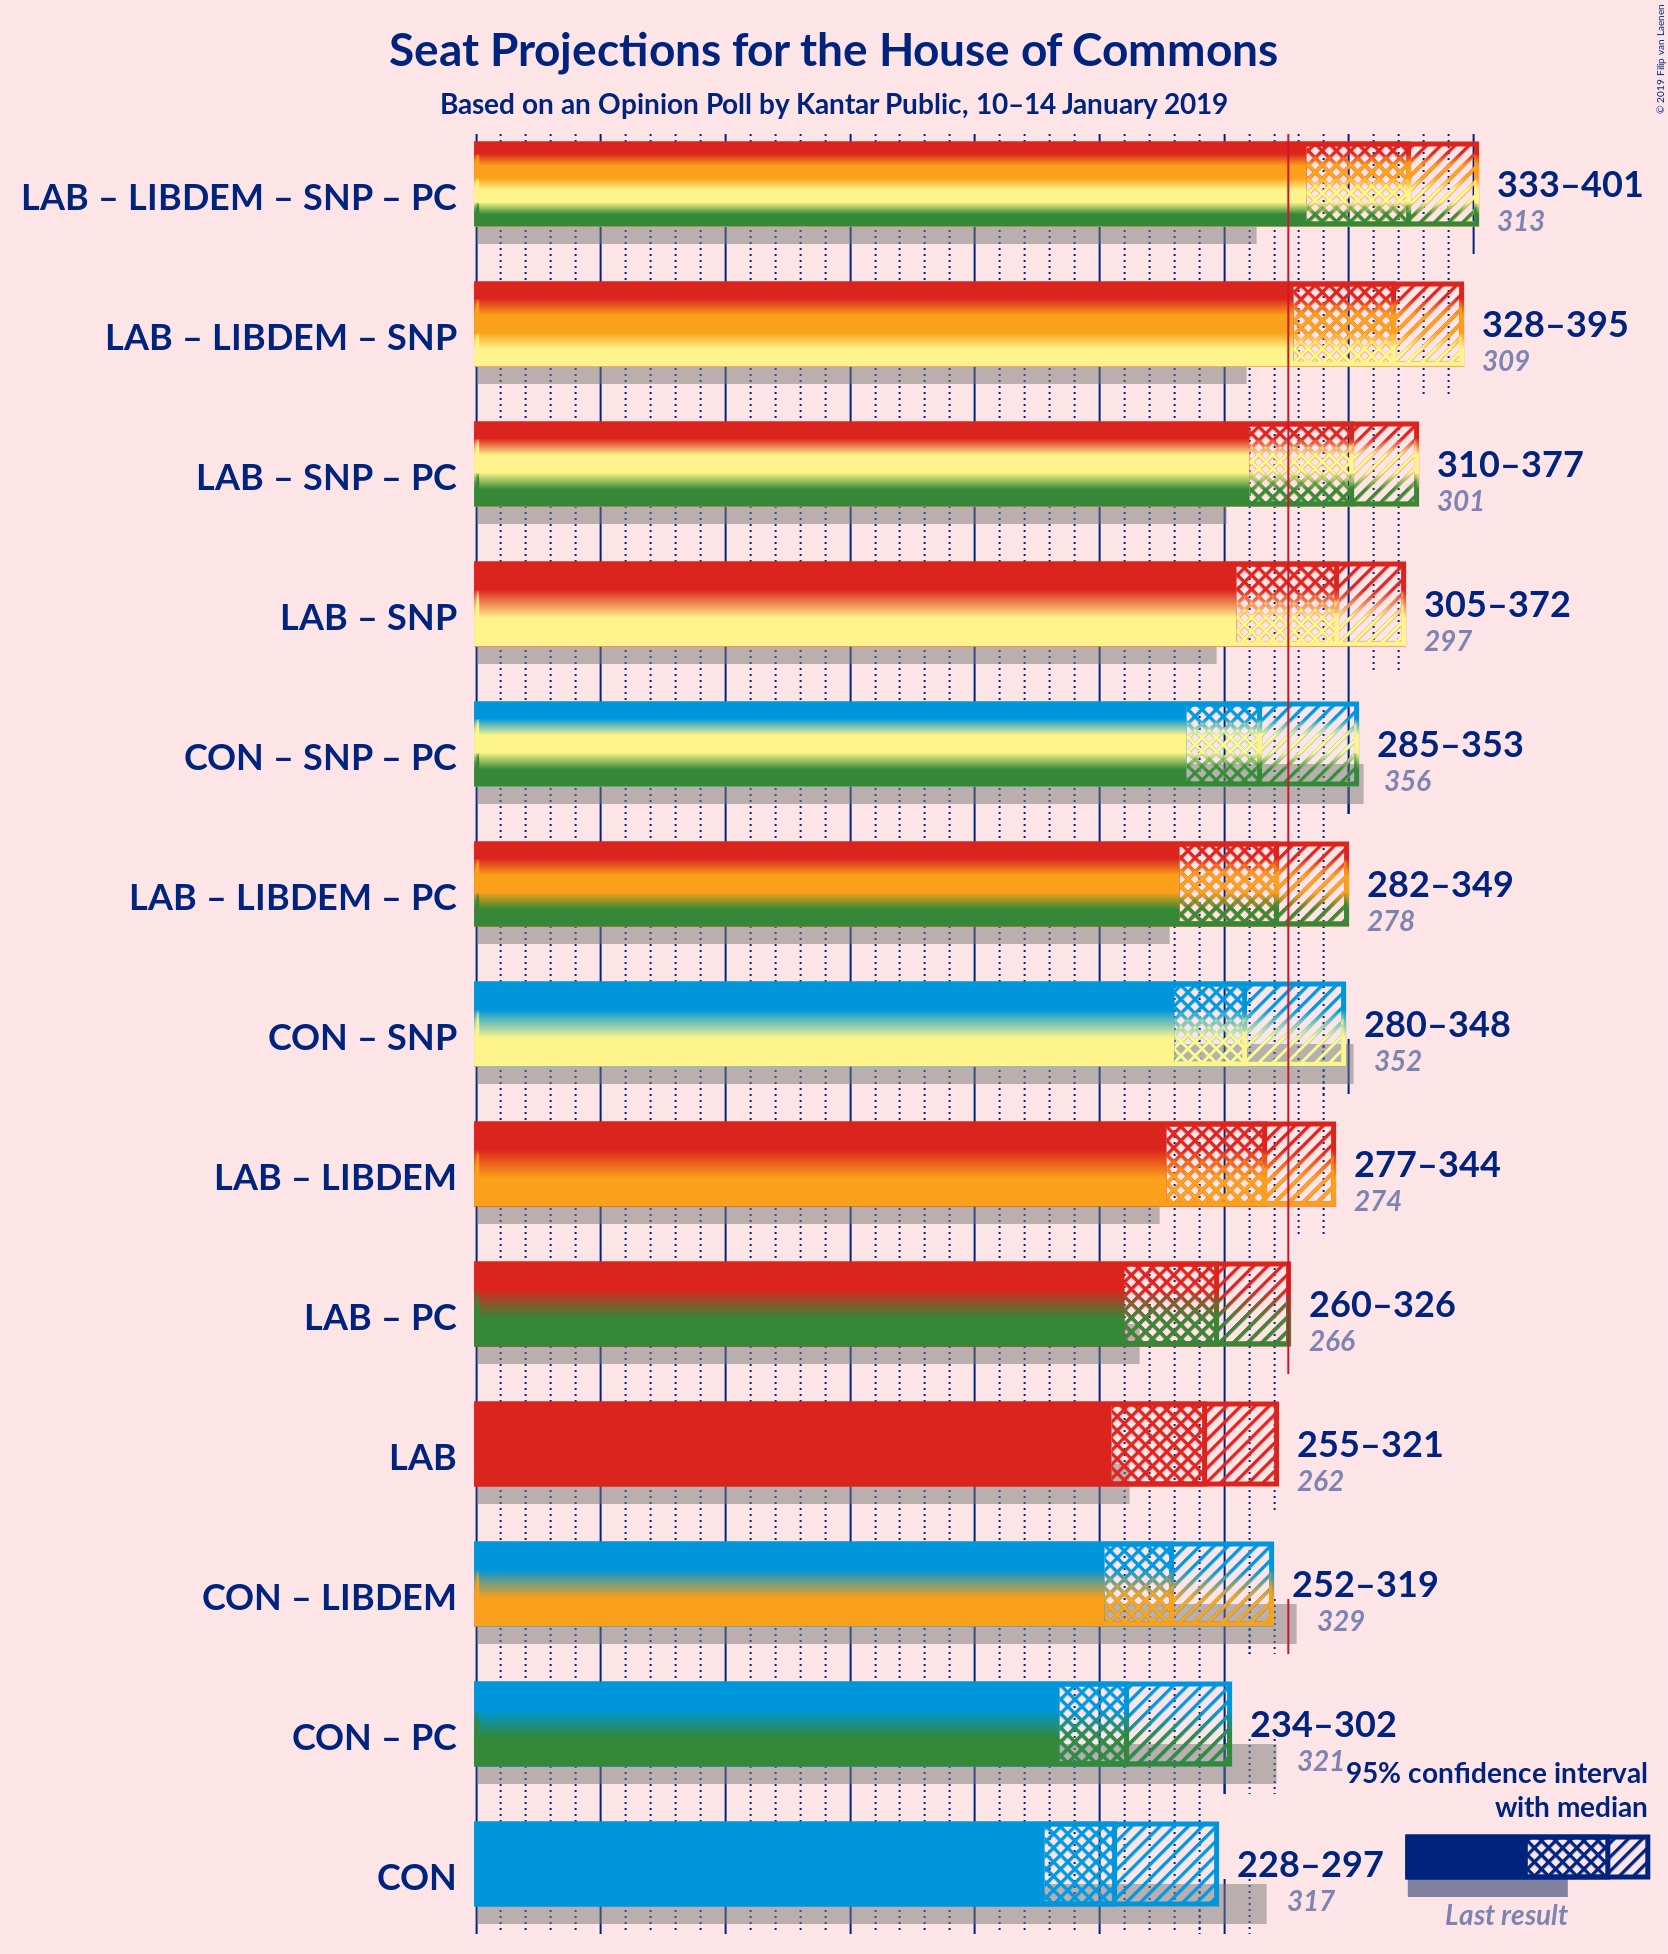 Seat Projections for the House of Commons
Based on an Opinion Poll by Kantar Public, 10–14 January 2019
© 2019 Filip van Laenen
LAB – LIBDEM – SNP – PC
333–401
313
LAB – LIBDEM – SNP
328–395
309
LAB – SNP – PC
310–377
301
LAB – SNP
305–372
297
CON – SNP – PC
285–353
356
LAB – LIBDEM – PC
282–349
278
CON – SNP
280–348
352
LAB – LIBDEM
277–344
274
LAB – PC
260–326
266
LAB
255–321
262
CON – LIBDEM
252–319
329
CON – PC
234–302
321
CON
228–297
317
95% confidence interval
with median
Last result